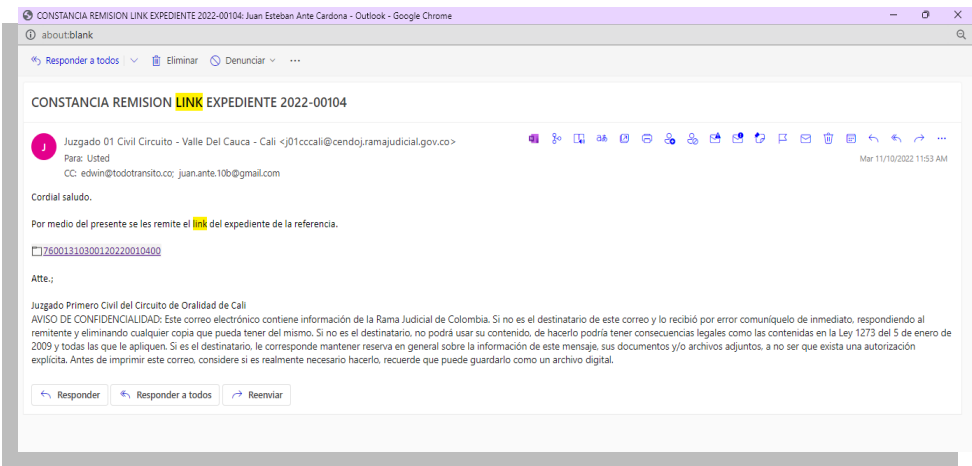 CONSTANCIA REMISION LINK EXPEDIENTE 2022-00104: Juan Esteban Ante Cardona - Outlook - Google Chrome
about:blank
Responder a todos Eliminar Denunciar ...
CONSTANCIA REMISION LINK EXPEDIENTE 2022-00104
J
Juzgado 01 Civil Circuito - Valle Del Cauca - Cali <j01cccali@cendoj.ramajudicial.gov.co>
Para: Usted
Mar 11/10/2022 11:53 AM
CC: edwin@todotransito.co; juan.ante.10b@gmail.com
Cordial saludo.
Por medio del presente se les remite el link del expediente de la referencia.
76001310300120220010400
Atte.;
Juzgado Primero Civil del Circuito de Oralidad de Cali
AVISO DE CONFIDENCIALIDAD: Este correo electrónico contiene información de la Rama Judicial de Colombia. Si no es el destinatario de este correo y lo recibió por error comuníquelo de inmediato, respondiendo al
remitente y eliminando cualquier copia que pueda tener del mismo. Si no es el destinatario, no podrá usar su contenido, de hacerlo podría tener consecuencias legales como las contenidas en la Ley 1273 del 5 de enero de
2009 y todas las que le apliquen. Si es el destinatario, le corresponde mantener reserva en general sobre la información de este mensaje, sus documentos y/o archivos adjuntos, a no ser que exista una autorización
explícita. Antes de imprimir este correo, considere si es realmente necesario hacerlo, recuerde que puede guardarlo como un archivo digital.
Responder Responder a todos Reenviar